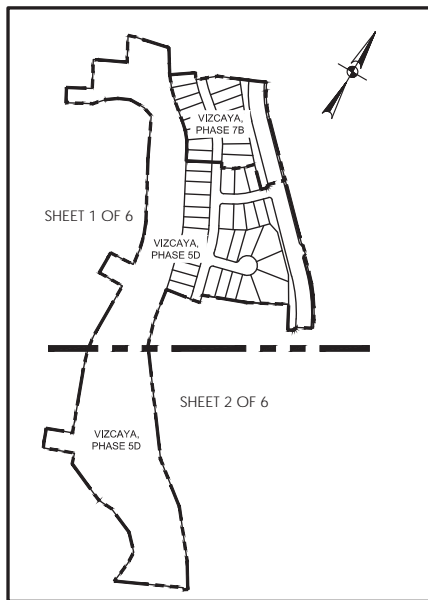 VIZCAYA,
PHASE 7B
SHEET 1 OF 6
VIZCAYA,
PHASE 5D
SHEET 2 OF 6
VIZCAYA,
PHASE 5D